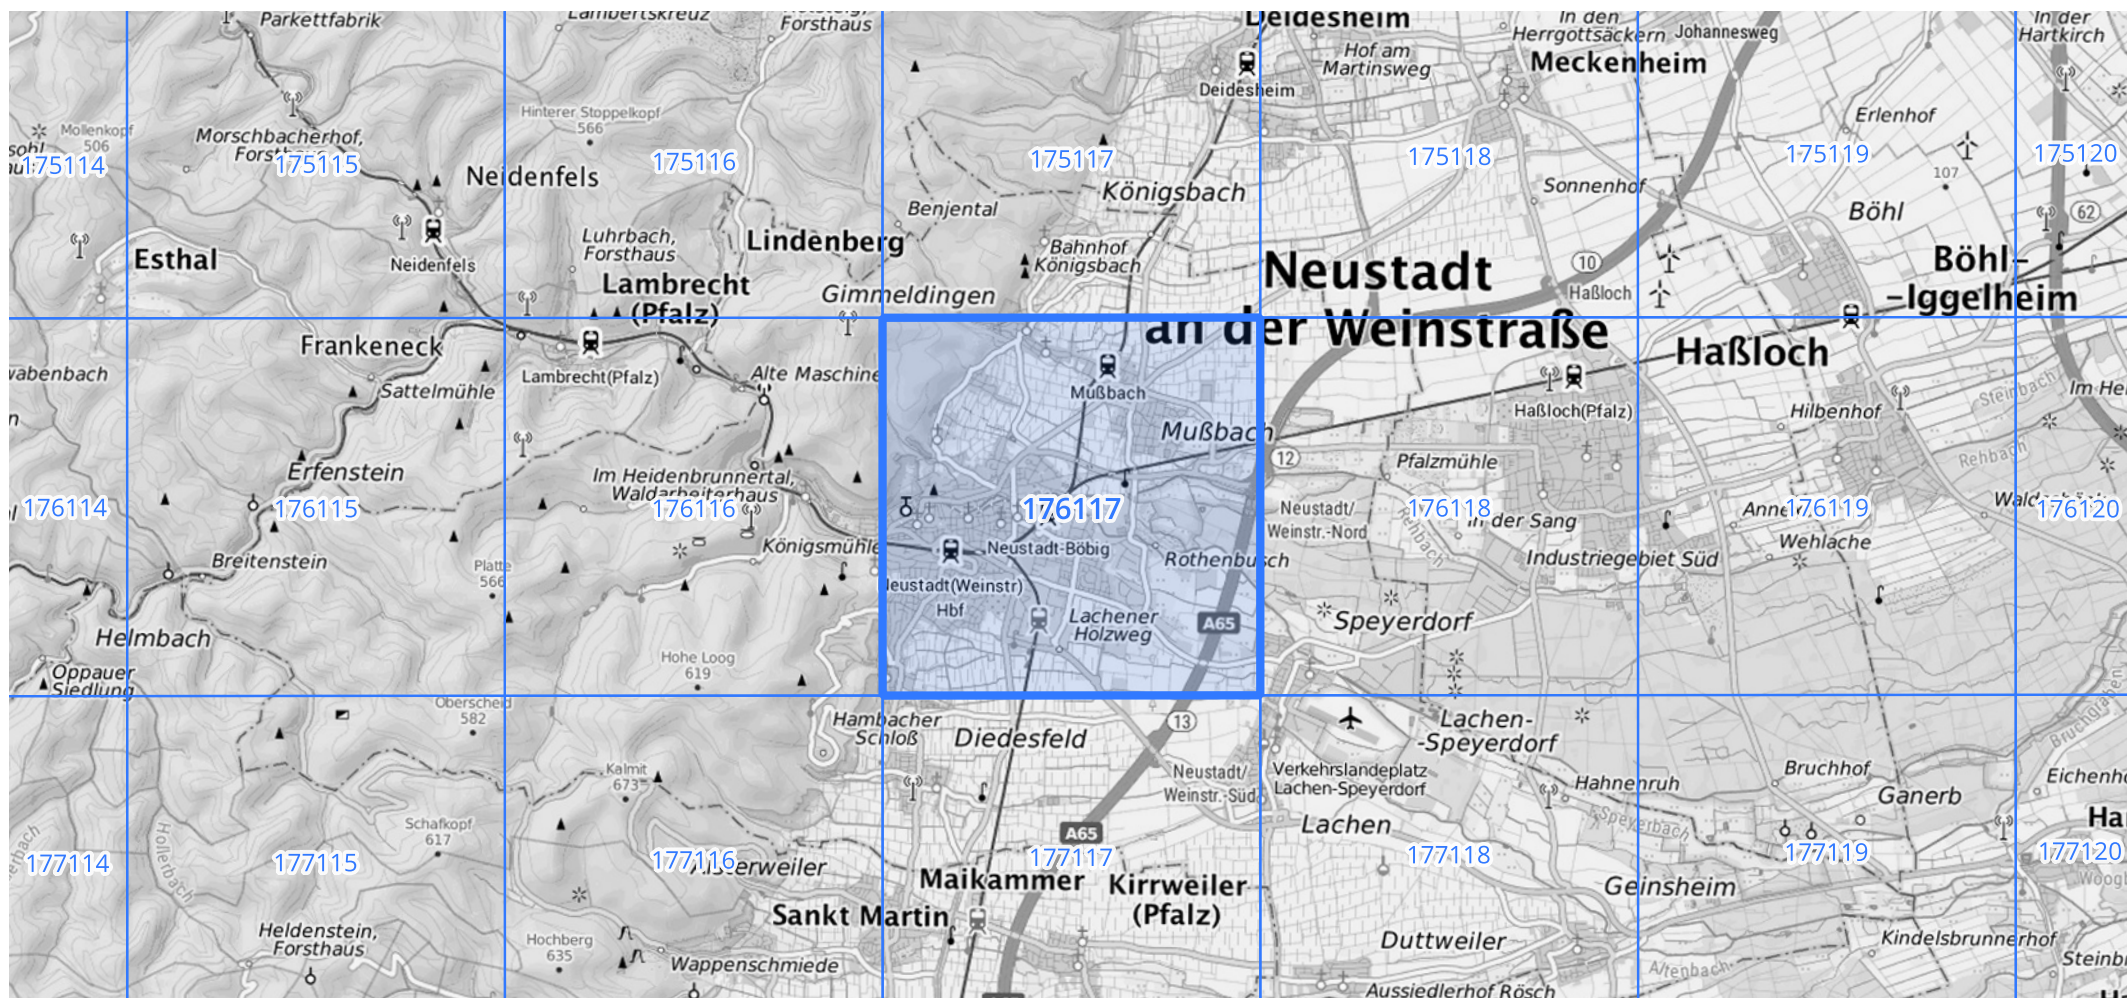 Parkettfabrik
Lambertskreuz
Forsthaus
Deidesheim
In den
Herrgottsäckern
Johannesweg
In der
Hartkirch
Hof am
Martinsweg
Meckenheim
Deidesheim
Mollenkopf
506
Morschbacherhof,
Hinterer Stoppelkopf
566
Erlenhof
175114
175115
175116
175117
175118
175119
175120
Neidenfels
Königsbach
Sonnenhof
107
Benjental
Böhl
62
Esthal
Neidenfels
Luhrbach,
Forsthaus
Lindenberg
Bahnhof
Königsbach
Neustadt
an der Weinstraße
10
Haßloch
Böhl-
-Iggelheim
Lambrecht
(Pfalz)
Gimmeldingen
Frankeneck
Lambrecht(Pfalz)
Alte Maschine
Mußbach
Haßloch
Haßloch(Pfalz)
Steinbach
Sattelmühle
Mußbach
Hilbenhof
Erfenstein
Im Heidenbrunnertal,
Waldarbeiterhaus
12
Pfalzmühle
Rehbach
176114
176115
176116
176117
176118
176119
176120
Neustadt/
Weinstr.-Nord
Rehbach
In der Sang
Wehlache
Breitenstein
Königsmühle
Neustadt-Böbig
Rothenbusch
Industriegebiet Süd
Platte
566
Neustadt(Weinstr)
Hbf
Lachener
Holzweg
A65
Speyerdorf
Helmbach
Oppauer
Siedlung
Hohe Loog
619
Oberscheid
582
Hambacher
Schloß
Diedesfeld
13
Lachen-
-Speyerdorf
Bruchgraben
Kalmit
673
Neustadt/
Weinstr.-Süd
Verkehrslandeplatz
Lachen-Speyerdorf
Hahnenruh
Bruchhof
Ganerb
Schafkopf
617
A65
Lachen
Speyerbach
Hollerbach
177114
177115
177116
177117
177118
177119
177120
Maikammer
Kirrweiler
(Pfalz)
Geinsheim
Sankt Martin
Heldenstein,
Forsthaus
Hochberg
635
Wappenschmiede
Duttweiler
Kindelsbrunnerhof
Altenbach
Aussiedlerhof Rösch